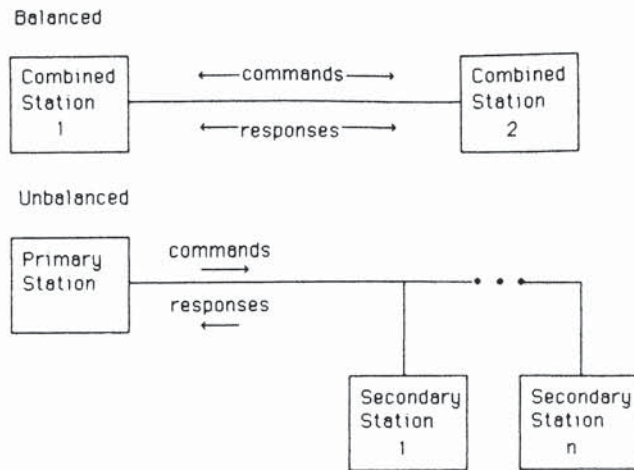 Balanced
Combined
Station
1
commands
responses
Combined
Station
2
Unbalanced
Primary
Station
commands
responses
Secondary
Station
1
Secondary
Station
n